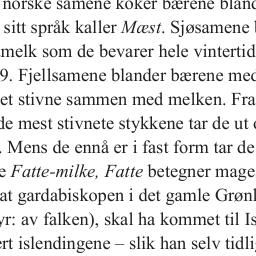 norske samene koker bærene bland
sitt språk kaller Mæst. Sjøsamene
melk som de bevarer hele vintertid
9. Fjellsamene blander bærene med
et stivne sammen med melken. Fra
de mest stivnete stykkene tar de ut
. Mens de ennå er i fast form tar de
e Fatte-milke, Fatte betegner mage
at gardabiskopen i det gamle Grønl
yr: av falken), skal ha kommet til Is
ert islendingene – slik han selv tidli